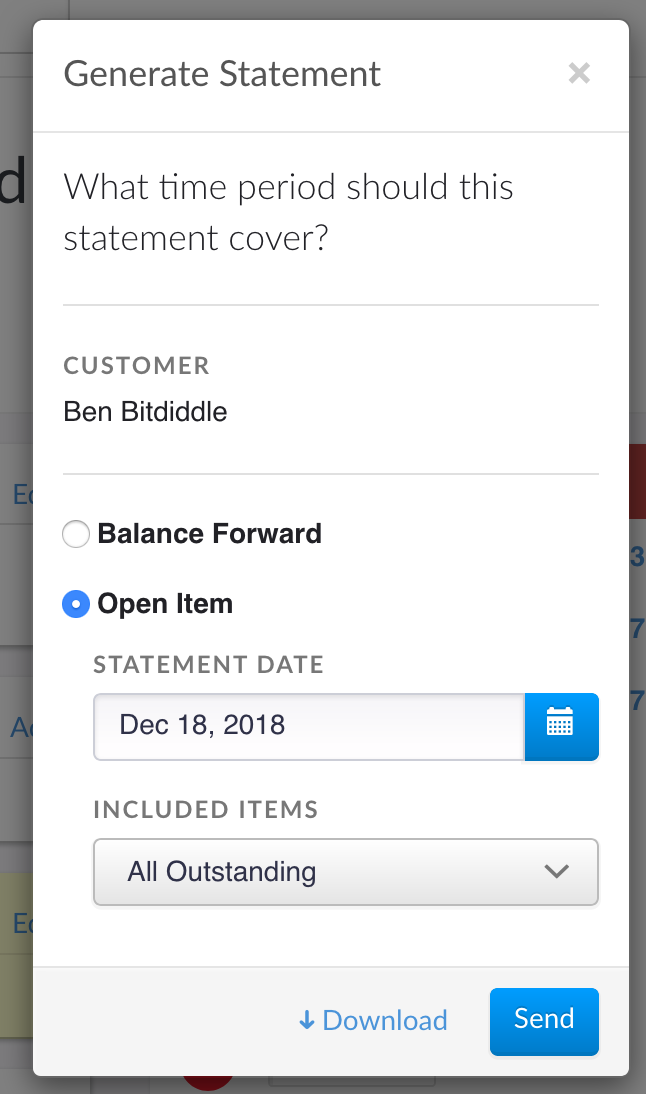 Generate Statement ×
What time period should this
statement cover?
CUSTOMER
Ben Bitdiddle
Balance Forward
Open Item
STATEMENT DATE
Dec 18, 2018
INCLUDED ITEMS
All Outstanding
Download
Send